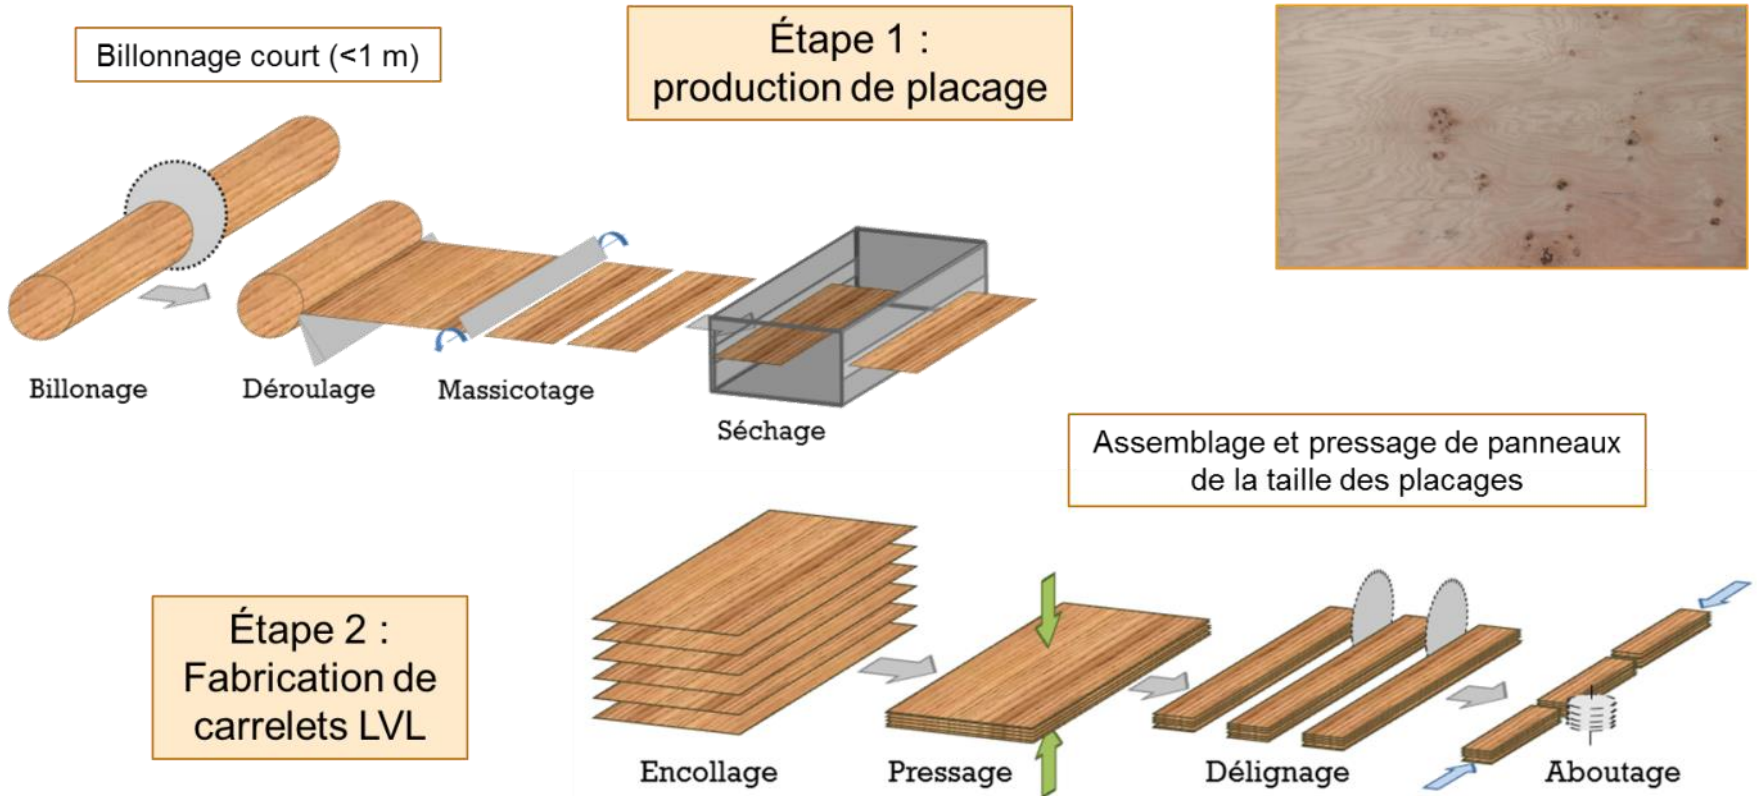 Billonnage court (<1 m)
Étape 1 :
production de placage
Billonage
Déroulage
Massicotage
Séchage
Assemblage et pressage de panneaux
de la taille des placages
Étape 2 :
Fabrication de
carrelets LVL
Encollage
Pressage
Délignage
Aboutage